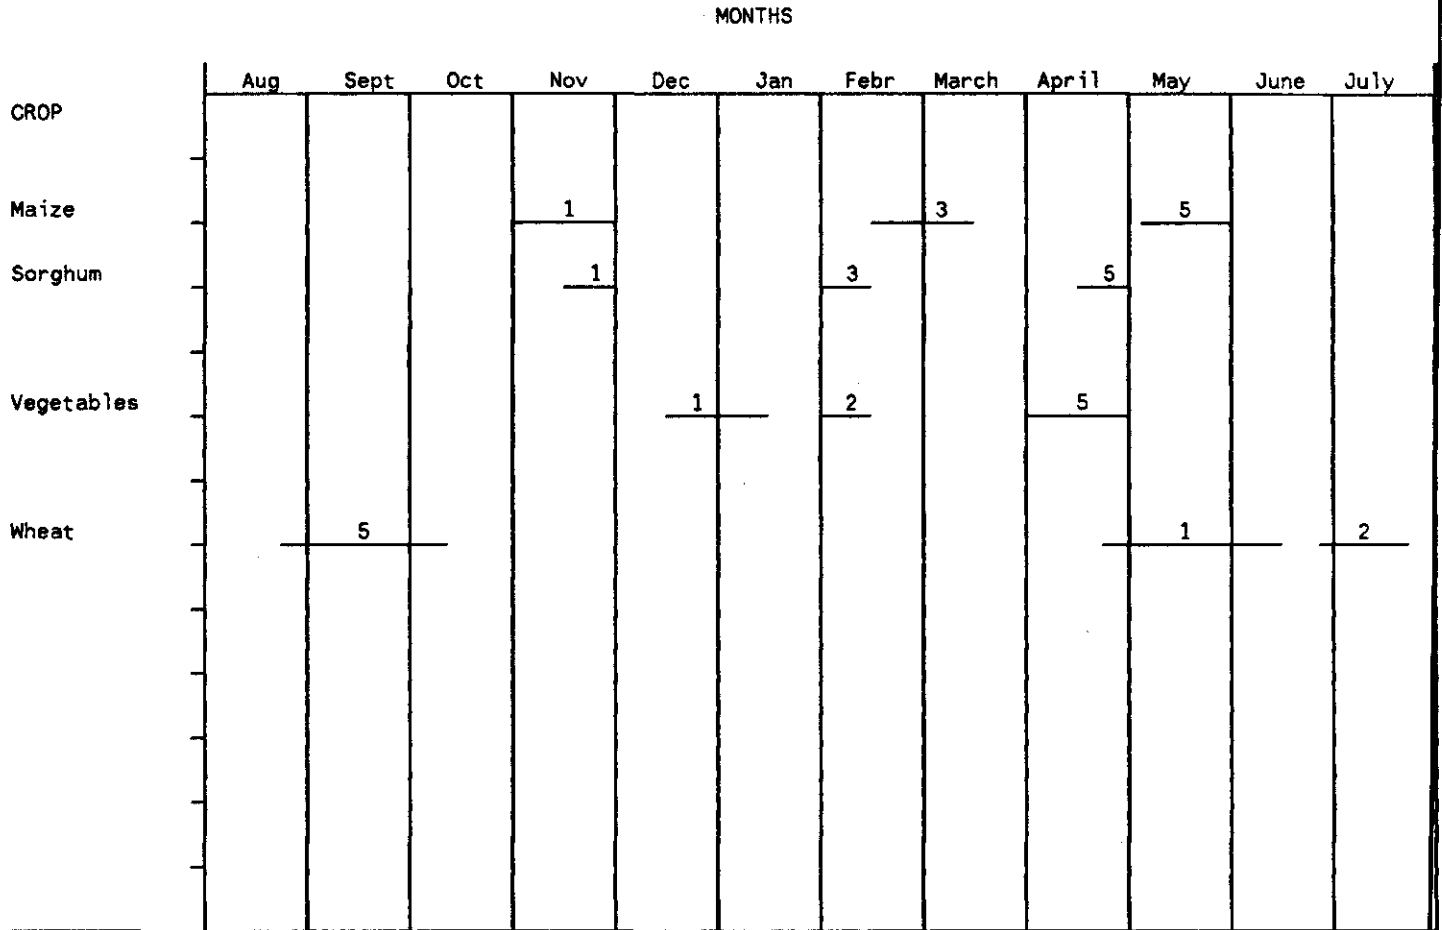 MONTHS
Aug Sept Oct Nov Dec Jan Febr March April May June July
CROP
Maize 1 3 5
Sorghum 1 3 5
Vegetables 1 2 5
Wheat 5 1 2